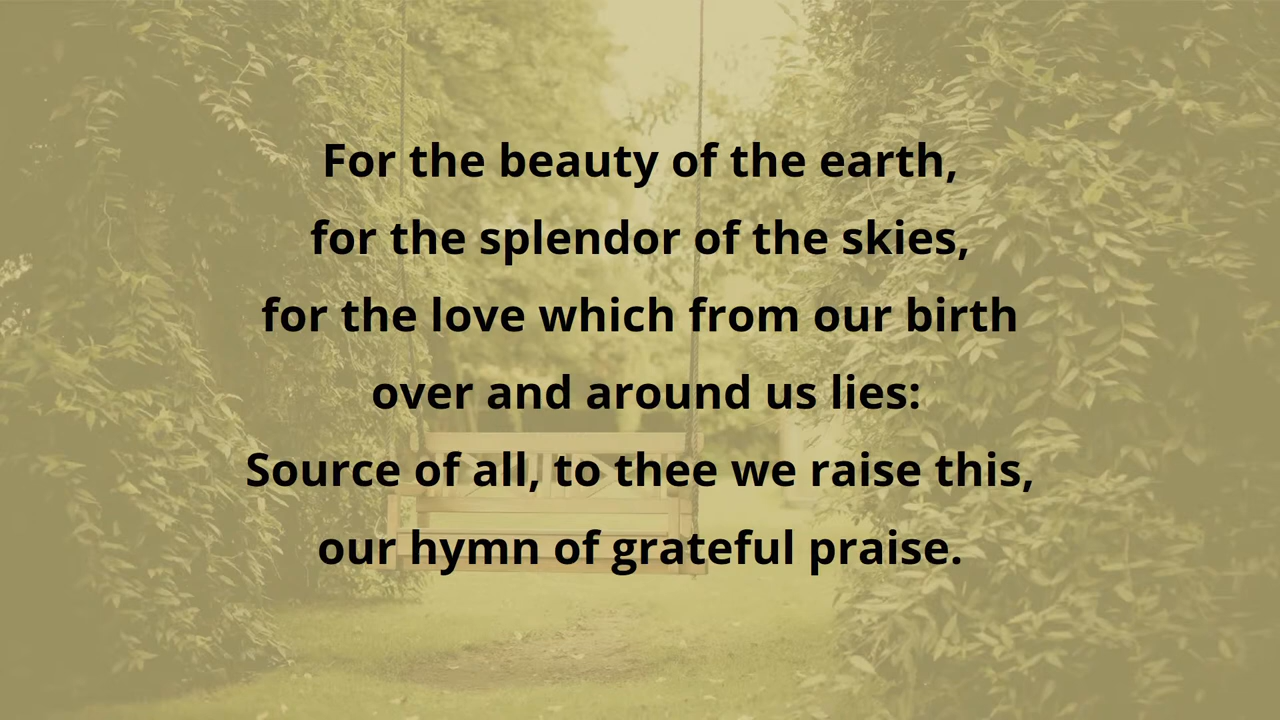 For the beauty of the earth,
for the splendor of the skies,
for the love which from our birth
over and around us lies:
Source of all, to thee we raise this,
our hymn of grateful praise.